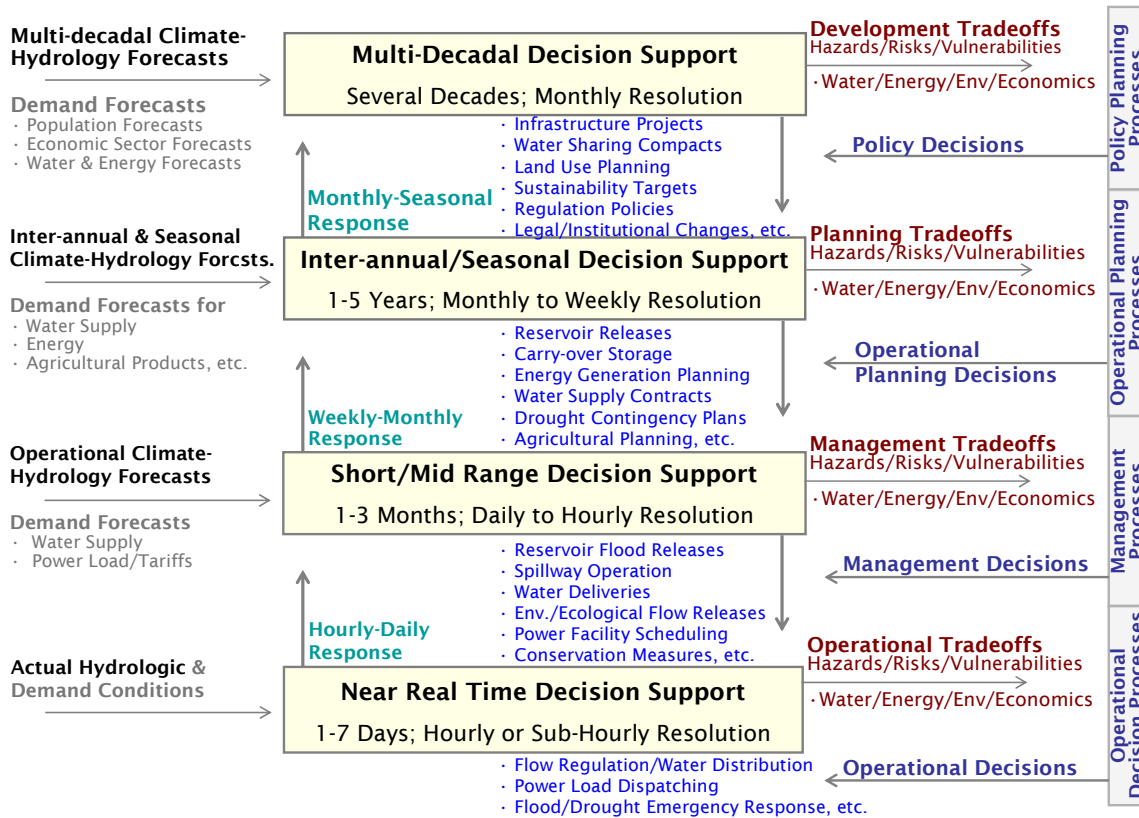 Multi-decadal Climate-
Hydrology Forecasts
Demand Forecasts
· Population Forecasts
· Economic Sector Forecasts
· Water & Energy Forecasts
Multi-Decadal Decision Support
Several Decades; Monthly Resolution
Development Tradeoffs
Hazards/Risks/Vulnerabilities
· Water/Energy/Env/Economics
Policy Planning
Processes
· Infrastructure Projects
· Water Sharing Compacts
· Land Use Planning
· Sustainability Targets
· Regulation Policies
· Legal/Institutional Changes, etc.
Policy Decisions
Monthly-Seasonal
Response
Inter-annual & Seasonal
Climate-Hydrology Forcsts.
Demand Forecasts for
· Water Supply
· Energy
· Agricultural Products, etc.
Inter-annual/Seasonal Decision Support
1-5 Years; Monthly to Weekly Resolution
Planning Tradeoffs
Hazards/Risks/Vulnerabilities
· Water/Energy/Env/Economics
Operational Planning
Processes
· Reservoir Releases
· Carry-over Storage
· Energy Generation Planning
· Water Supply Contracts
· Drought Contingency Plans
· Agricultural Planning, etc.
Operational
Planning Decisions
Weekly-Monthly
Response
Operational Climate-
Hydrology Forecasts
Demand Forecasts
· Water Supply
· Power Load/Tariffs
Short/Mid Range Decision Support
1-3 Months; Daily to Hourly Resolution
Management Tradeoffs
Hazards/Risks/Vulnerabilities
· Water/Energy/Env/Economics
Management
Processes
· Reservoir Flood Releases
· Spillway Operation
· Water Deliveries
· Env./Ecological Flow Releases
· Power Facility Scheduling
· Conservation Measures, etc.
Management Decisions
Hourly-Daily
Response
Actual Hydrologic &
Demand Conditions
Near Real Time Decision Support
1-7 Days; Hourly or Sub-Hourly Resolution
Operational Tradeoffs
Hazards/Risks/Vulnerabilities
· Water/Energy/Env/Economics
Operational
Decision Processes
· Flow Regulation/Water Distribution
· Power Load Dispatching
· Flood/Drought Emergency Response, etc.
Operational Decisions